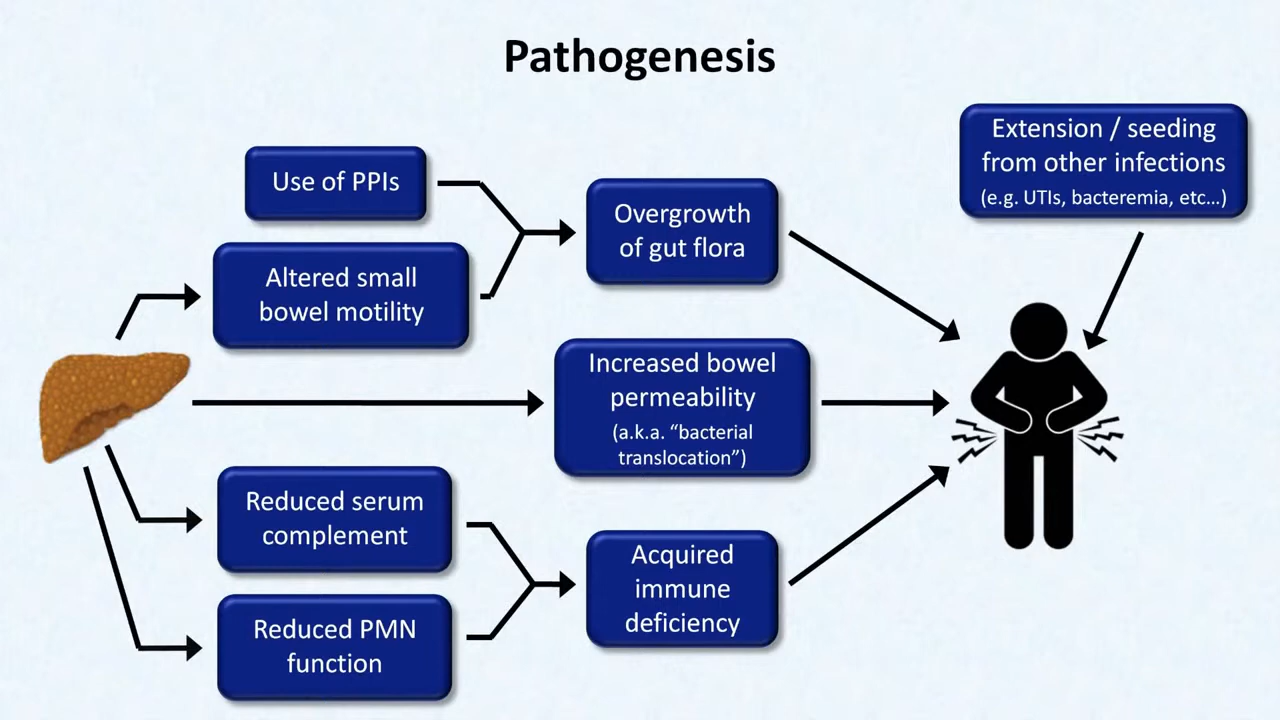 Pathogenesis
Use of PPIs
Altered small
bowel motility
Overgrowth
of gut flora
Extension / seeding
from other infections
(e.g. UTIs, bacteremia, etc...)
Increased bowel
permeability
(a.k.a. “bacterial
translocation”)
Reduced serum
complement
Reduced PMN
function
Acquired
immune
deficiency